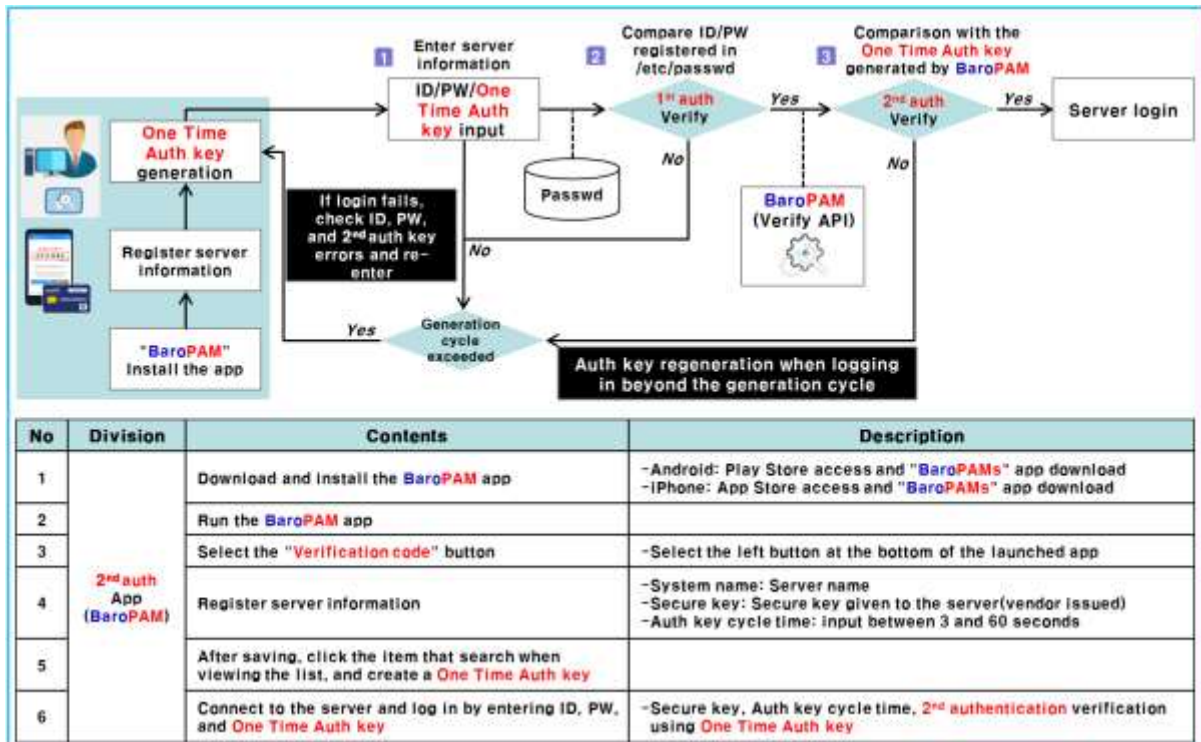 1
Enter server
information
ID/PW/One
Time Auth
key input
2
Compare ID/PW
registered in
/etc/passwd
1st auth
Verify
Yes
No
3
Comparison with the
One Time Auth key
generated by BaroPAM
2nd auth
Verify
Yes
No
Server login
One Time
Auth key
generation
Register server
information
"BaroPAM"
Install the app
If login fails,
check ID, PW,
and 2nd auth key
errors and re-
enter
Passwd
BaroPAM
(Verify API)
No
Yes
Generation
cycle
exceeded
Auth key regeneration when logging
in beyond the generation cycle
No Division Contents Description
2nd auth
App
(BaroPAM)
1 Download and install the BaroPAM app
-Android: Play Store access and "BaroPAMs" app download
-iPhone: App Store access and "BaroPAMs" app download
2 Run the BaroPAM app
3 Select the "Verification code" button -Select the left button at the bottom of the launched app
4 Register server information
-System name: Server name
-Secure key: Secure key given to the server(vendor issued)
-Auth key cycle time: input between 3 and 60 seconds
5 After saving, click the item that search when
viewing the list, and create a One Time Auth key
6 Connect to the server and log in by entering ID, PW,
and One Time Auth key
-Secure key, Auth key cycle time, 2nd authentication verification
using One Time Auth key